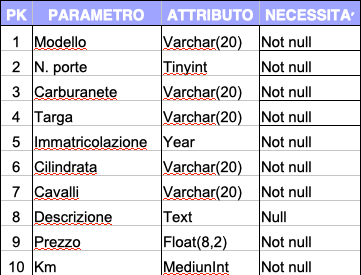 PK PARAMETRO ATTRIBUTO NECESSITA'
1 Modello Varchar(20) Not null
2 N. porte Tinyint Not null
3 Carburanete Varchar(20) Not null
4 Targa Varchar(20) Not null
5 Immatricolazione Year Not null
6 Cilindrata Varchar(20) Not null
7 Cavalli Varchar(20) Not null
8 Descrizione Text Null
9 Prezzo Float(8,2) Not null
10 Km MediunInt Not null